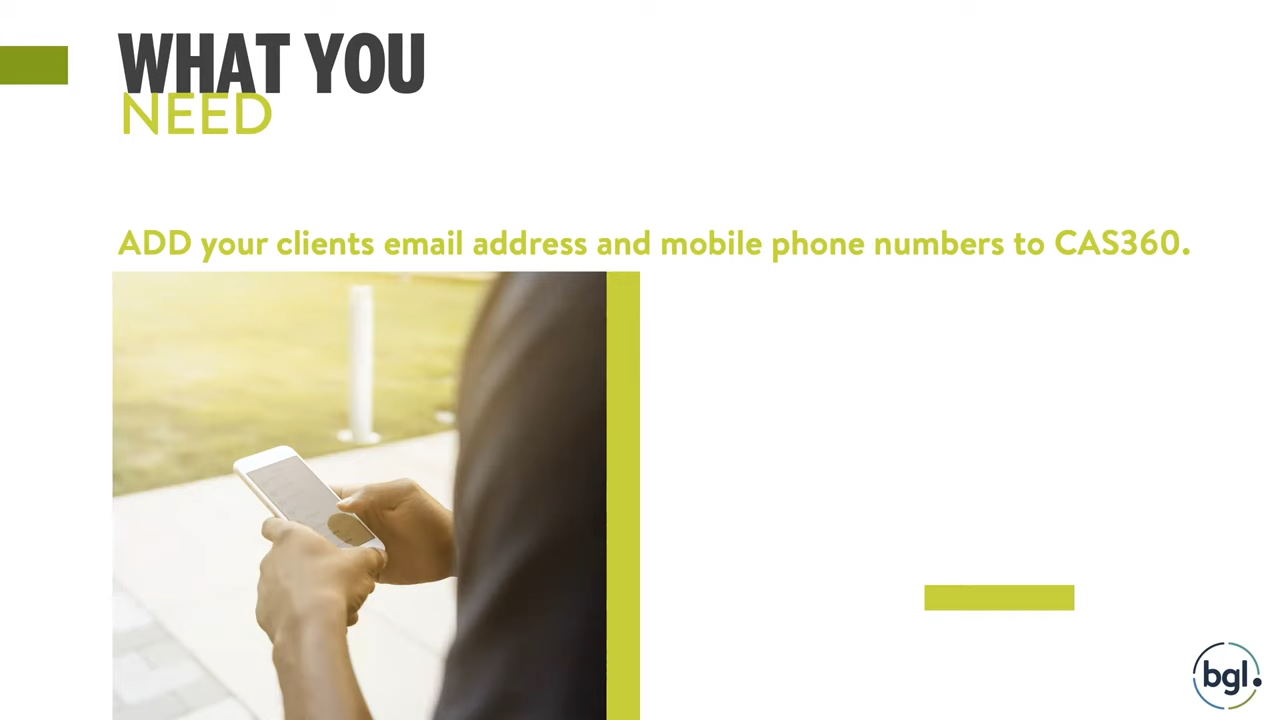 WHAT YOU
NEED
ADD your clients email address and mobile phone numbers to CAS360.
bgl.